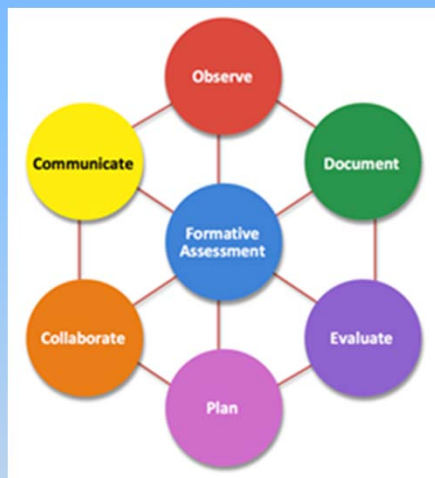 Observe
Communicate
Document
Formative
Assessment
Collaborate
Evaluate
Plan